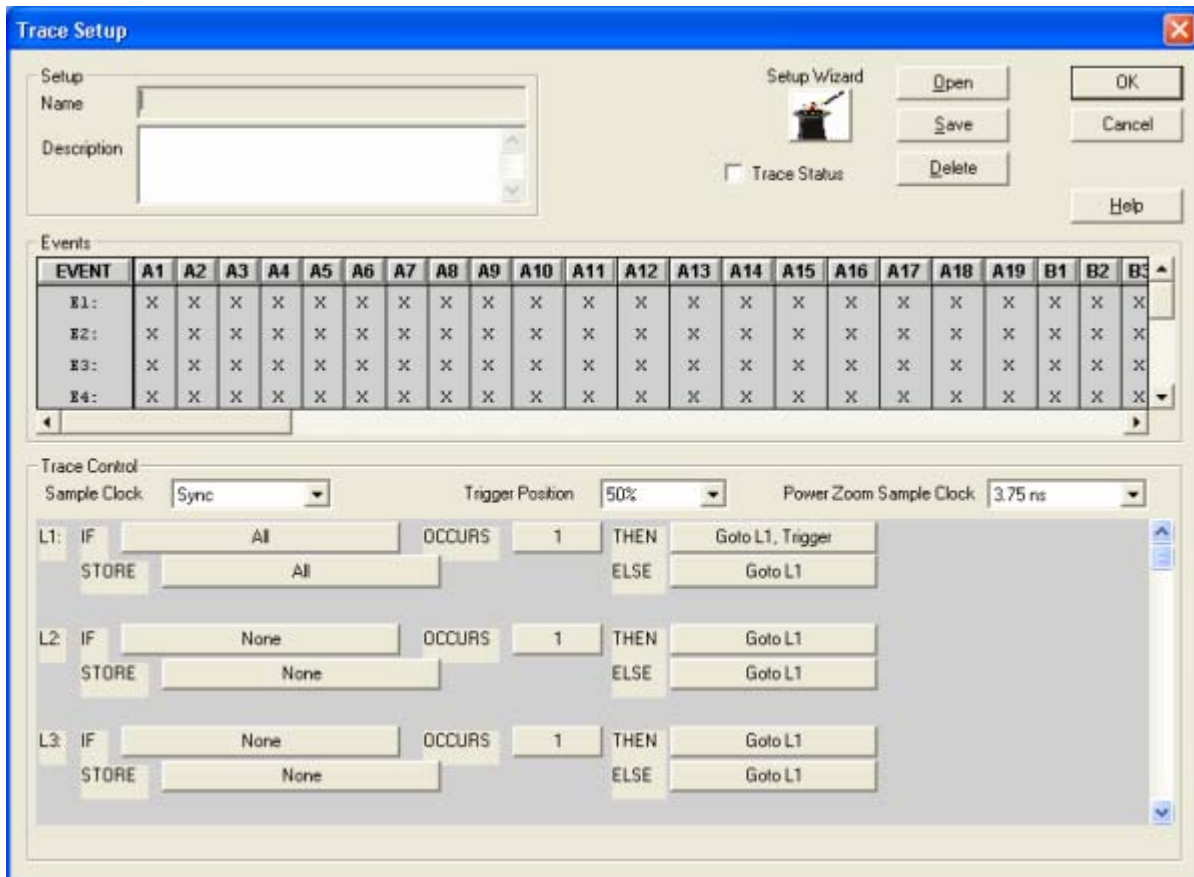 Trace Setup
Setup
Name
Description
Setup Wizard
Trace Status
Open
Save
Delete
OK
Cancel
Help
Events
EVENT A1 A2 A3 A4 A5 A6 A7 A8 A9 A10 A11 A12 A13 A14 A15 A16 A17 A18 A19 B1 B2 B3
E1: X X X X X X X X X X X X X X X X X X X X X X
E2: X X X X X X X X X X X X X X X X X X X X X X
E3: X X X X X X X X X X X X X X X X X X X X X X
E4: X X X X X X X X X X X X X X X X X X X X X X
Trace Control
Sample Clock Sync Trigger Position 50% Power Zoom Sample Clock 3.75 ns
L1: IF All OCCURS 1 THEN Goto L1, Trigger
STORE All ELSE Goto L1
L2: IF None OCCURS 1 THEN Goto L1
STORE None ELSE Goto L1
L3: IF None OCCURS 1 THEN Goto L1
STORE None ELSE Goto L1